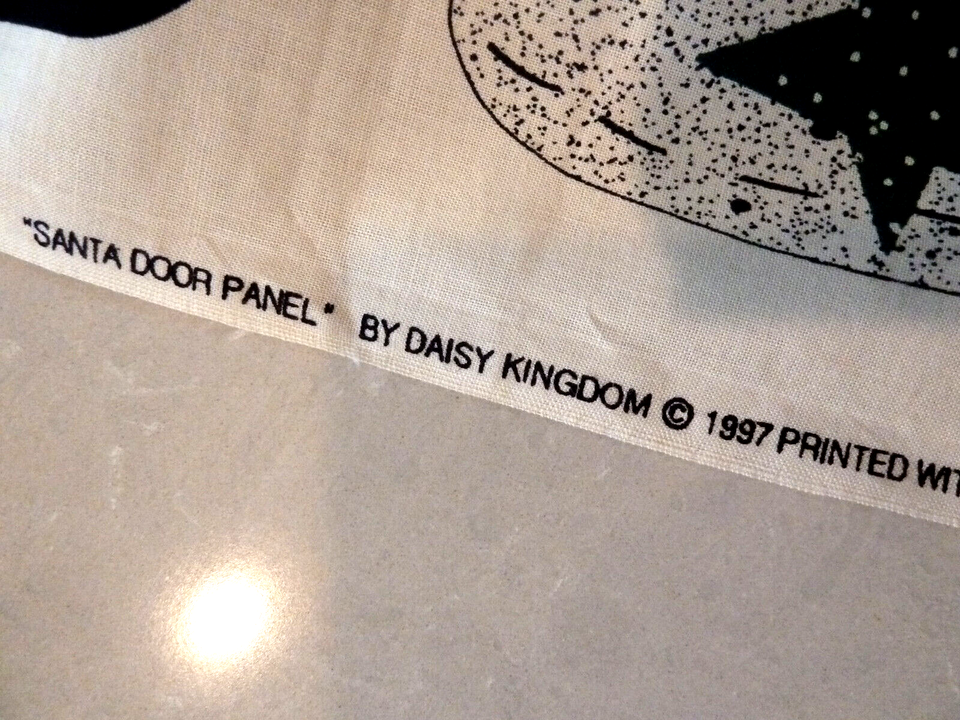 "SANTA DOOR PANEL" BY DAISY KINGDOM © 1997 PRINTED